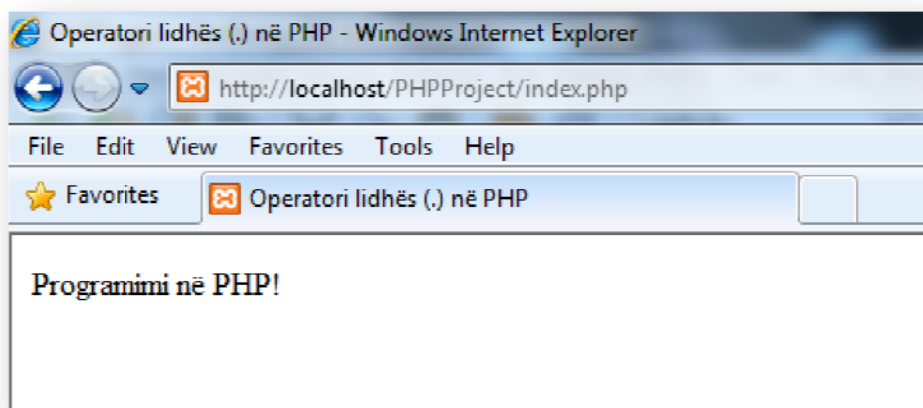 Operatori lidhës (.) në PHP - Windows Internet Explorer
http://localhost/PHPProject/index.php
File Edit View Favorites Tools Help
Favorites Operatori lidhës (.) në PHP
Programimi në PHP!